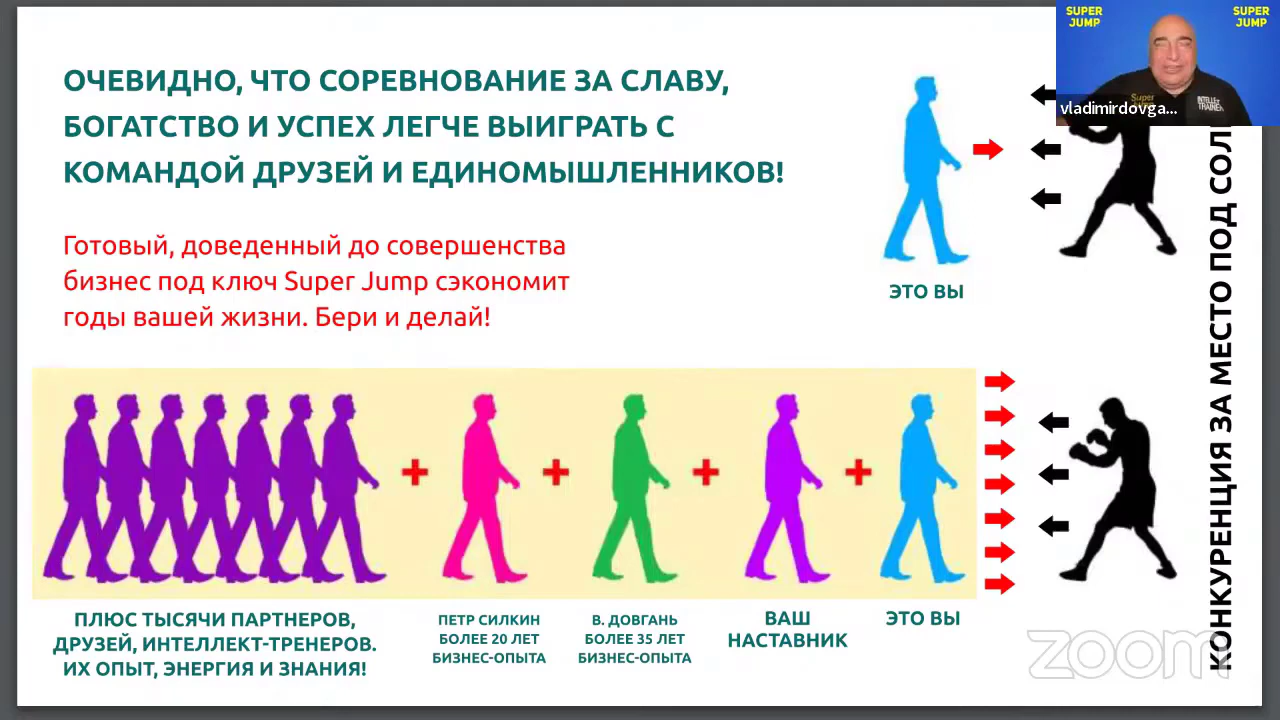 ОЧЕВИДНО, ЧТО СОРЕВНОВАНИЕ ЗА СЛАВУ,
БОГАТСТВО И УСПЕХ ЛЕГЧЕ ВЫИГРАТЬ С
КОМАНДОЙ ДРУЗЕЙ И ЕДИНОМЫШЛЕННИКОВ!
Готовый, доведенный до совершенства
бизнес под ключ Super Jump сэкономит
годы вашей жизни. Бери и делай!
SUPER
JUMP
SUPER
JUMP
Super
vladimirdovga...
ЭТО ВЫ
КОНКУРЕНЦИЯ ЗА МЕСТО ПОД
ПЛЮС ТЫСЯЧИ ПАРТНЕРОВ,
ДРУЗЕЙ, ИНТЕЛЛЕКТ-ТРЕНЕРОВ.
ИХ ОПЫТ, ЭНЕРГИЯ И ЗНАНИЯ!
ПЕТР СИЛКИН
БОЛЕЕ 20 ЛЕТ
БИЗНЕС-ОПЫТА
В. ДОВГАНЬ
БОЛЕЕ 35 ЛЕТ
БИЗНЕС-ОПЫТА
ВАШ
НАСТАВНИК
ЭТО ВЫ
zoom